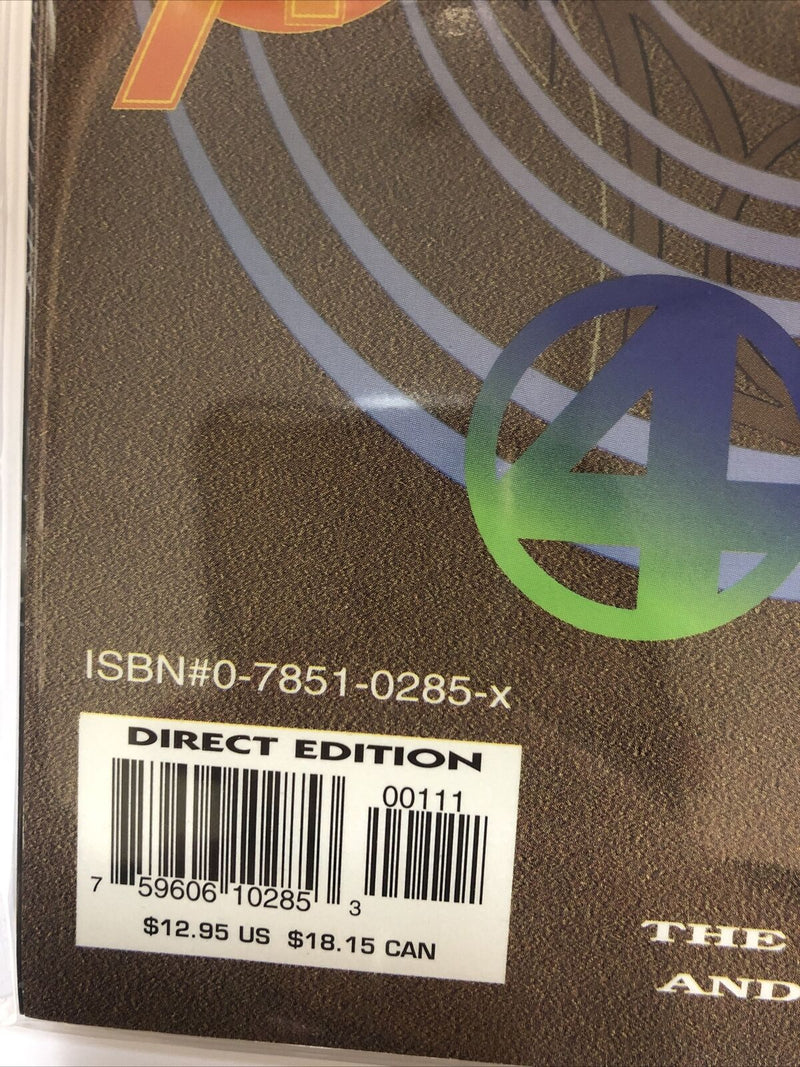 4
ISBN#0-7851-0285-x
DIRECT EDITION
00111
7 59606 10285 3
$12.95 US $18.15 CAN
THE
AND